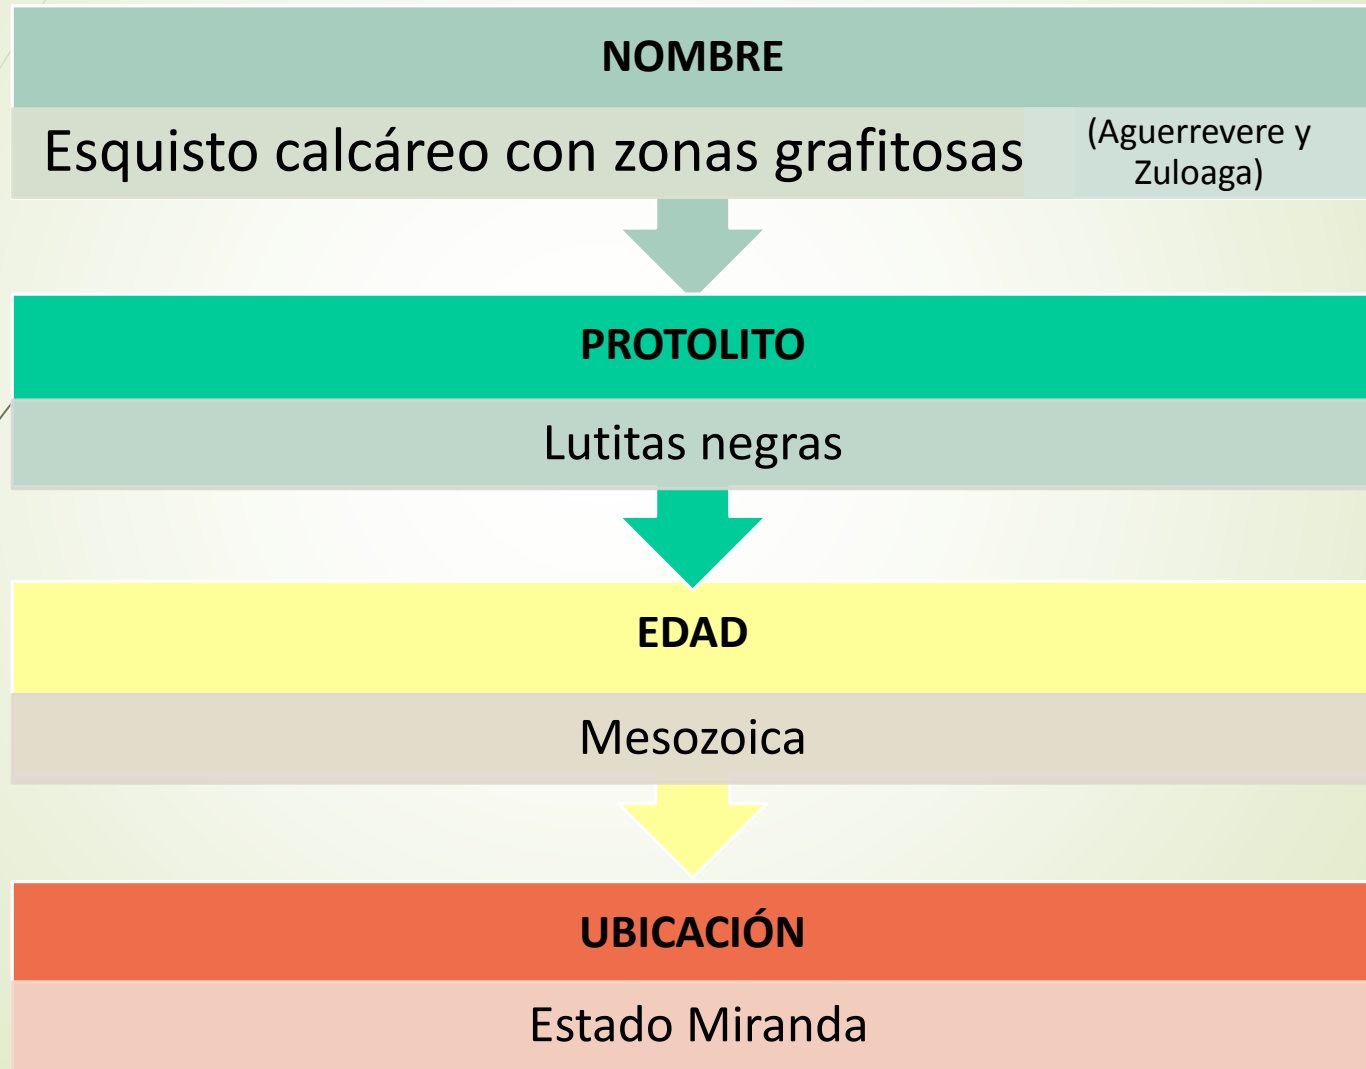 NOMBRE
Esquisto calcáreo con zonas grafitosas
(Aguerrevere y
Zuloaga)
PROTOLITO
Lutitas negras
EDAD
Mesozoica
UBICACIÓN
Estado Miranda